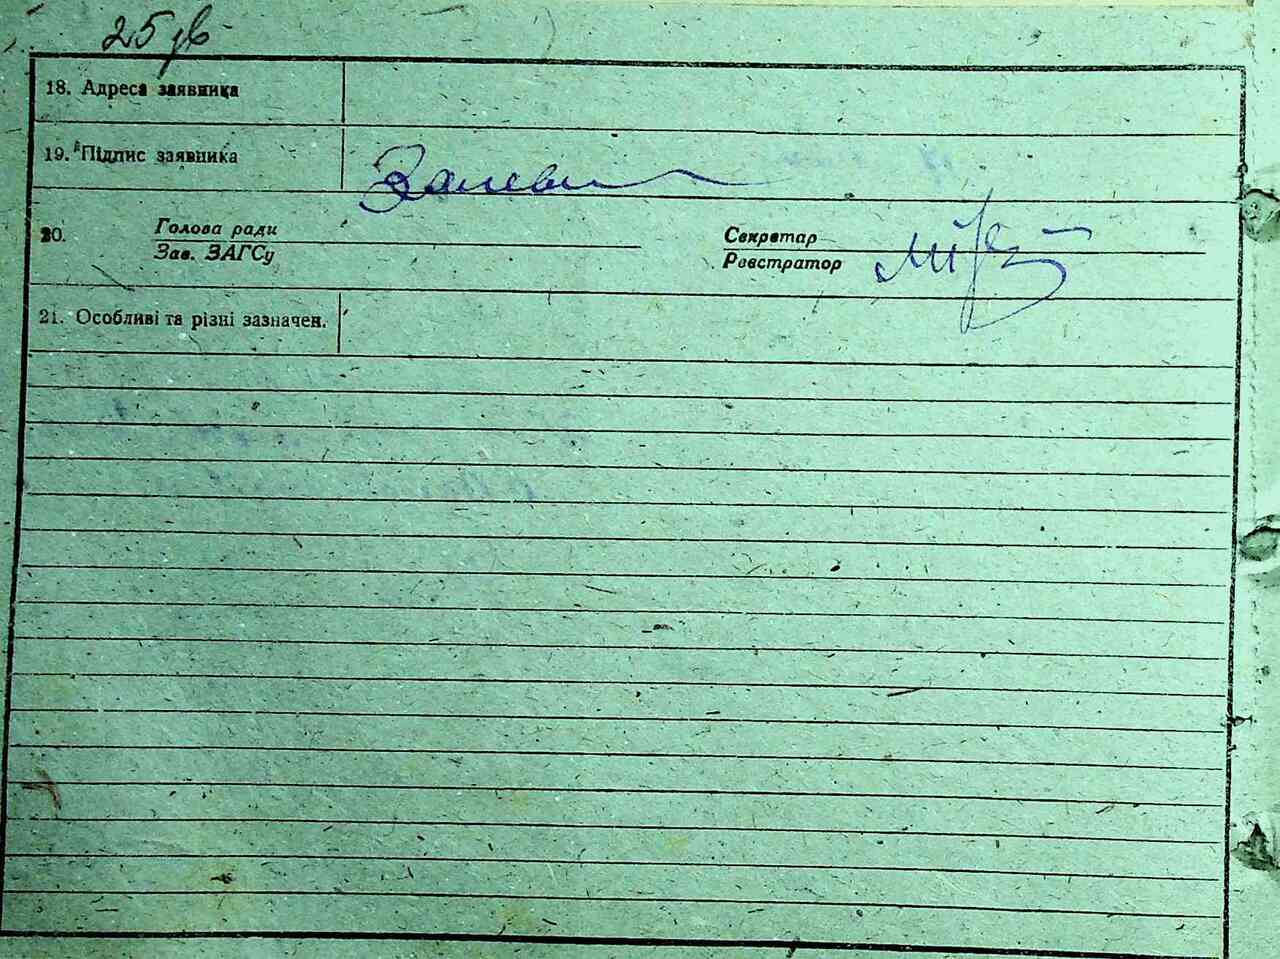 25 зв
18. Адреса заявника
19. Підпис заявника
20. Голова ради Секретар
Зав. ЗАГСу Реєстратор
21. Особливі та різні зазначен.